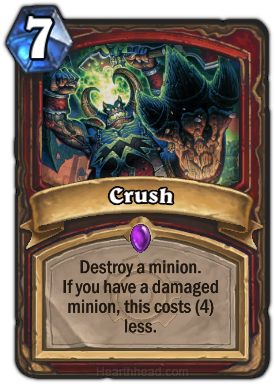 7
Crush
Destroy a minion.
If you have a damaged
minion, this costs (4)
less.
Hearthhead.com